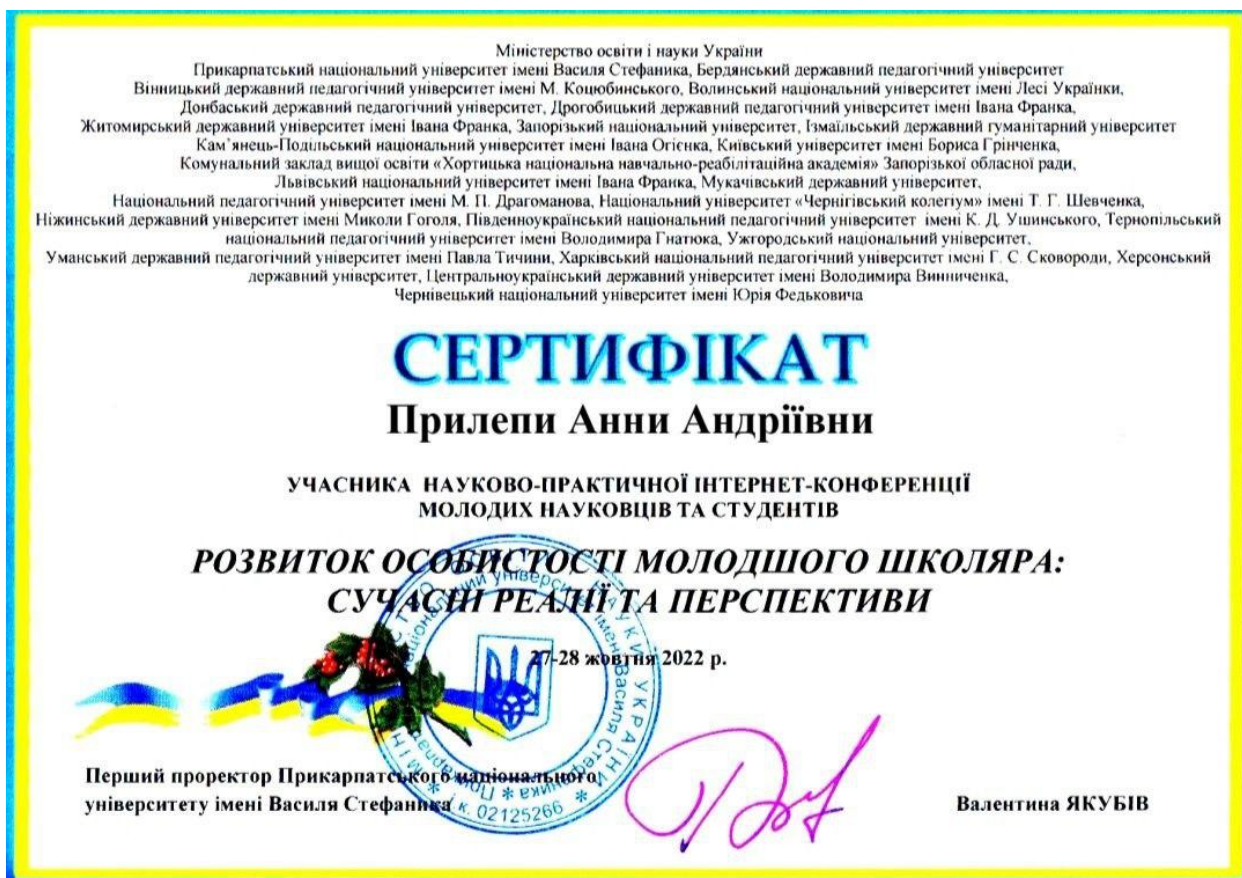 Міністерство освіти і науки України
Прикарпатський національний університет імені Василя Стефаника, Бердянський державний педагогічний університет
Вінницький державний педагогічний університет імені М. Коцюбинського, Волинський національний університет імені Лесі Українки,
Донбаський державний педагогічний університет, Дрогобицький державний педагогічний університет імені Івана Франка,
Житомирський державний університет імені Івана Франка, Запорізький національний університет, Ізмаїльський державний гуманітарний університет
Кам’янець-Подільський національний університет імені Івана Огієнка, Київський університет імені Бориса Грінченка,
Комунальний заклад вищої освіти «Хортицька національна навчально-реабілітаційна академія» Запорізької обласної ради,
Львівський національний університет імені Івана Франка, Мукачівський державний університет,
Національний педагогічний університет імені М. П. Драгоманова, Національний університет «Чернігівський колегіум» імені Т. Г. Шевченка,
Ніжинський державний університет імені Миколи Гоголя, Південноукраїнський національний педагогічний університет імені К. Д. Ушинського, Тернопільський
національний педагогічний університет імені Володимира Гнатюка, Ужгородський національний університет,
Уманський державний педагогічний університет імені Павла Тичини, Харківський національний педагогічний університет імені Г. С. Сковороди, Херсонський
державний університет, Центральноукраїнський державний університет імені Володимира Винниченка,
Чернівецький національний університет імені Юрія Федьковича
СЕРТИФІКАТ
Прилепи Анни Андріївни
УЧАСНИКА НАУКОВО-ПРАКТИЧНОЇ ІНТЕРНЕТ-КОНФЕРЕНЦІЇ
МОЛОДИХ НАУКОВЦІВ ТА СТУДЕНТІВ
РОЗВИТОК ОСОБИСТОСТІ МОЛОДШОГО ШКОЛЯРА:
СУЧАСНІ РЕАЛІЇ ТА ПЕРСПЕКТИВИ
27-28 жовтня 2022 р.
Перший проректор Прикарпатського національного
університету імені Василя Стефаника
Валентина ЯКУБІВ
НАУКИ УКРАЇНИ
університет імені Василя Стефаника
02125266